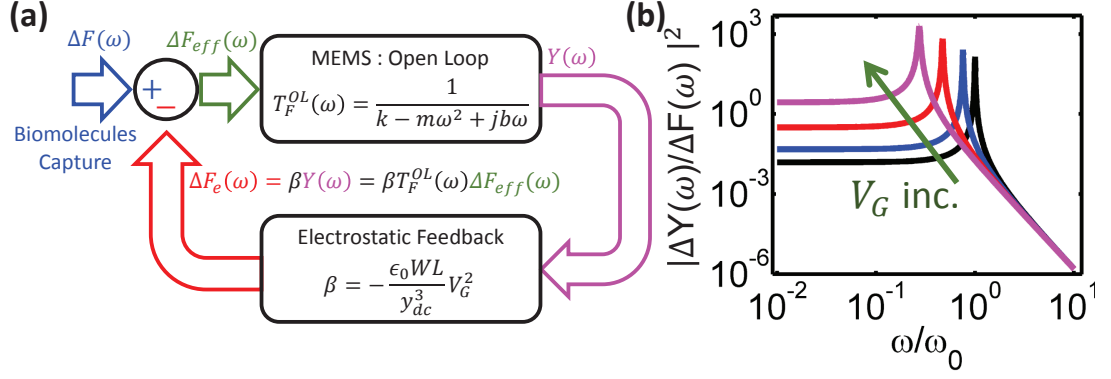 (a)
ΔF(ω)
ΔF_eff(ω)
+
−
Biomolecules
Capture
MEMS : Open Loop
T_F^OL(ω) = 1 / (k − mω² + jbω)
Y(ω)
ΔF_e(ω) = βY(ω) = βT_F^OL(ω)ΔF_eff(ω)
Electrostatic Feedback
β = − (ϵ₀WL / y_dc³) V_G²
(b)
|ΔY(ω)/ΔF(ω)|²
10³
10⁰
10⁻³
10⁻⁶
V_G inc.
10⁻² 10⁻¹ 10⁰ 10¹
ω/ω₀